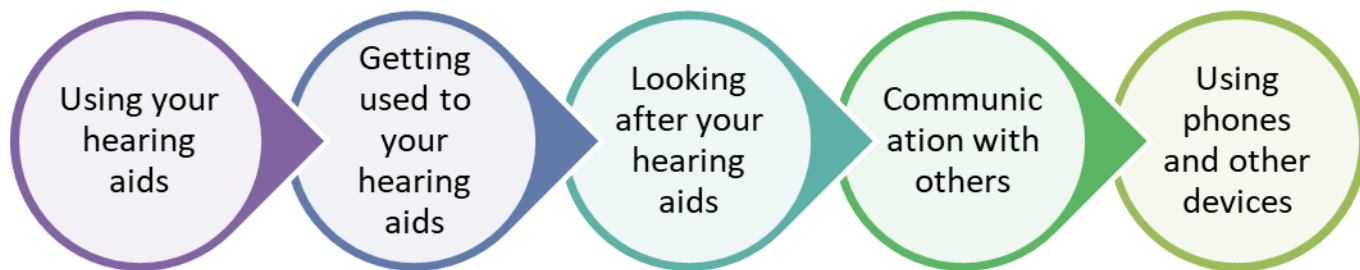 Using your
hearing
aids
Getting
used to
your
hearing
aids
Looking
after your
hearing
aids
Communic
ation with
others
Using
phones
and other
devices